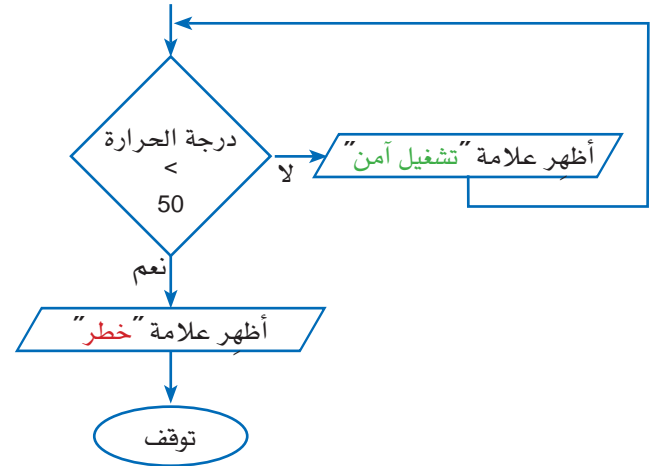 درجة الحرارة
<
50
لا
أظهِر علامة "تشغيل آمن"
نعم
أظهِر علامة "خطر"
توقف